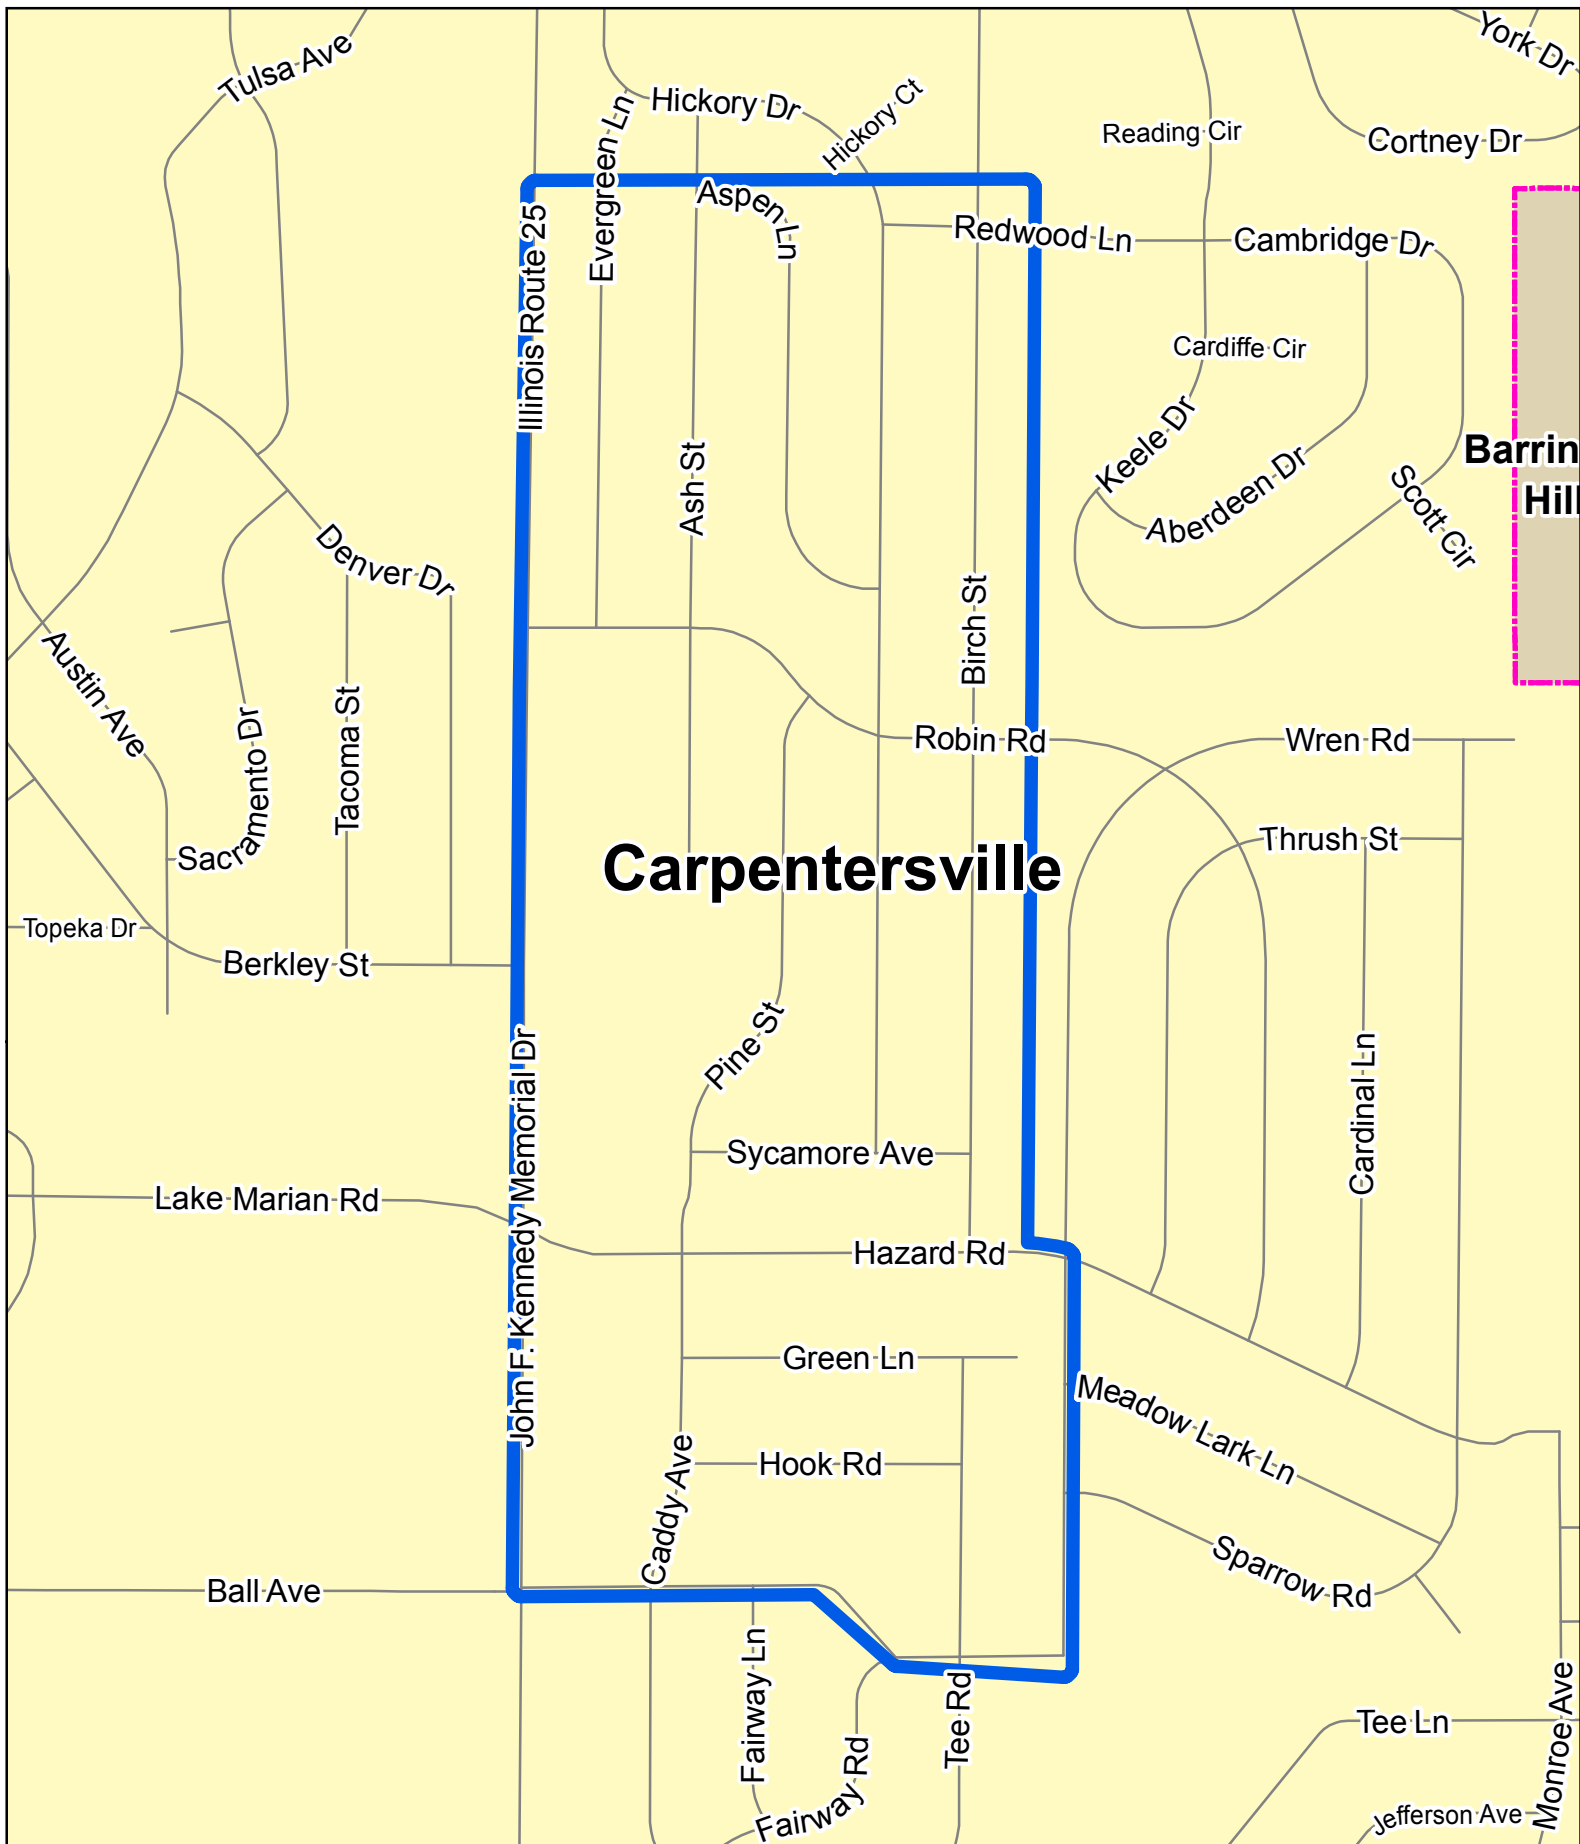 York Dr
Tulsa Ave
Hickory Dr
Hickory Ct
Reading Cir
Cortney Dr
Evergreen Ln
Aspen Ln
Redwood Ln
Cambridge Dr
Illinois Route 25
Cardiffe Cir
Keele Dr
Ash St
Aberdeen Dr
Scott Cir
Barrin
Hill
Denver Dr
Birch St
Austin Ave
Sacramento Dr
Tacoma St
Robin Rd
Wren Rd
Thrush St
Carpentersville
Topeka Dr
Berkley St
Pine St
John F. Kennedy Memorial Dr
Cardinal Ln
Sycamore Ave
Lake Marian Rd
Hazard Rd
Green Ln
Meadow Lark Ln
Caddy Ave
Hook Rd
Sparrow Rd
Ball Ave
Fairway Ln
Fairway Rd
Tee Rd
Tee Ln
Monroe Ave
Jefferson Ave